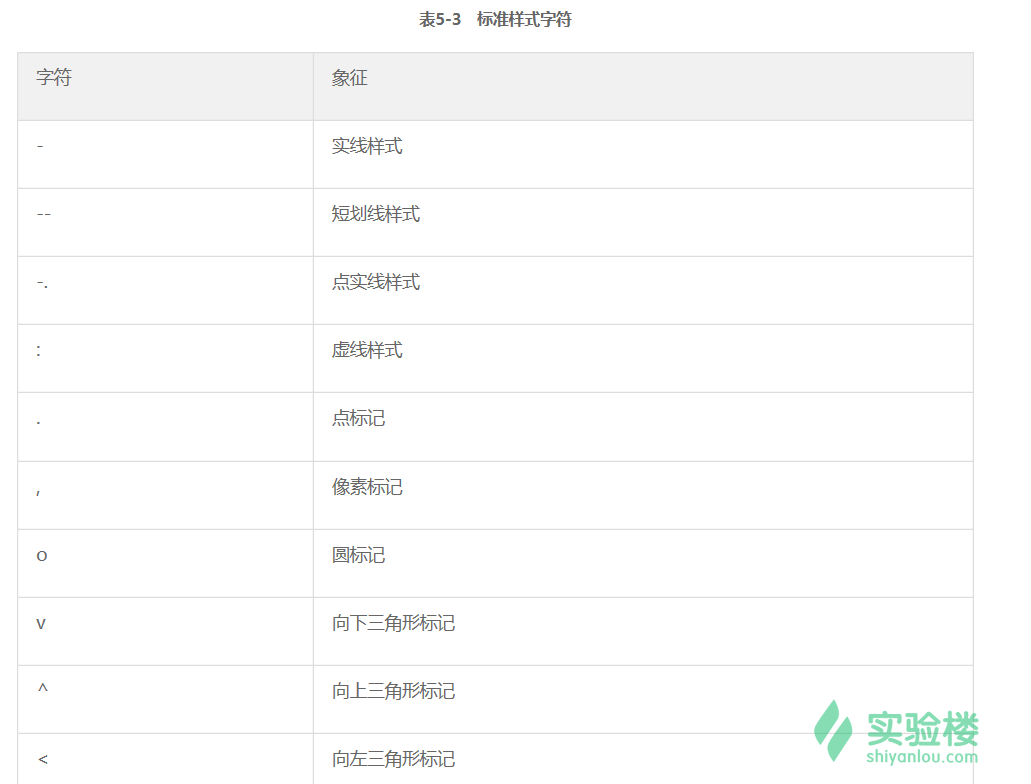 表5-3 标准样式字符
字符 象征
- 实线样式
-- 短划线样式
-. 点实线样式
: 虚线样式
. 点标记
, 像素标记
o 圆标记
v 向下三角形标记
^ 向上三角形标记
< 向左三角形标记
实验楼
shiyanlou.com